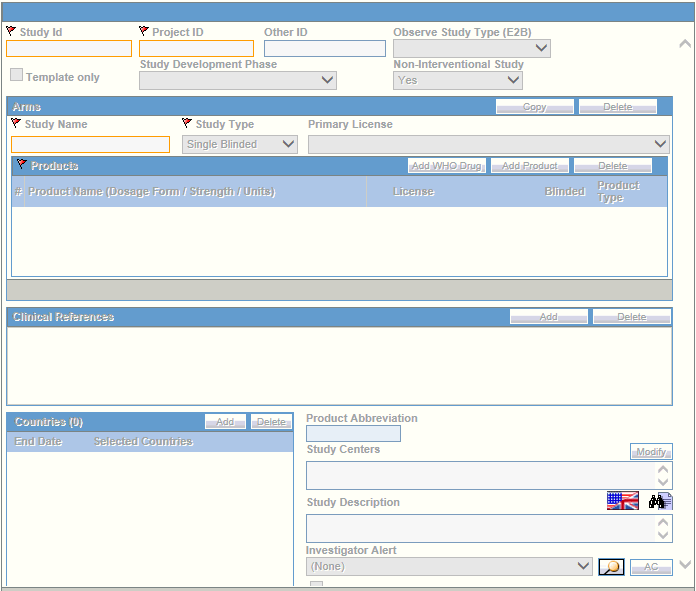 Study Id Project ID Other ID Observe Study Type (E2B)
Template only Study Development Phase Non-Interventional Study
Yes
Arms Copy Delete
Study Name Study Type Primary License
Single Blinded
Products Add WHO Drug Add Product Delete
# Product Name (Dosage Form / Strength / Units) License Blinded Product Type
Clinical References Add Delete
Countries (0) Add Delete
End Date Selected Countries
Product Abbreviation
Study Centers Modify
Study Description
Investigator Alert
(None) AC